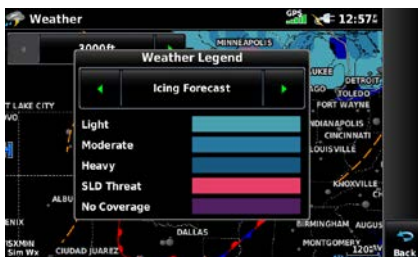 Weather
GPS
12:57
3000ft
MINNEAPOLIS
Weather Legend
DETROIT
TOLEDO
Icing Forecast
FORT WAYNE
T LAKE CITY
Light
CINCINNATI
Moderate
LOUISVILLE
Heavy
SLD Threat
KNOXVILLE
No Coverage
ALBU
DALLAS
BIRMINGHAM
AUGUS
MONTGOMERY
CIUDAD JUAREZ
Sim Wx
Back